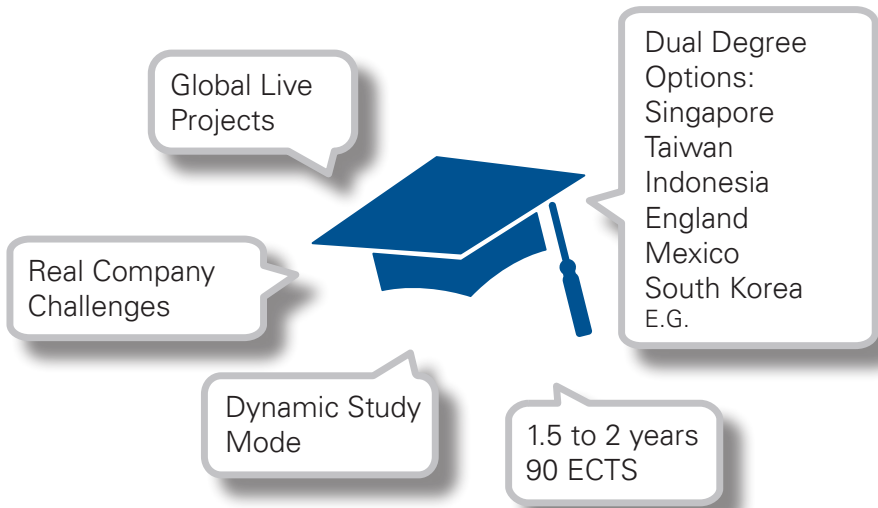 Global Live
Projects
Dual Degree
Options:
Singapore
Taiwan
Indonesia
England
Mexico
South Korea
E.G.
Real Company
Challenges
Dynamic Study
Mode
1.5 to 2 years
90 ECTS